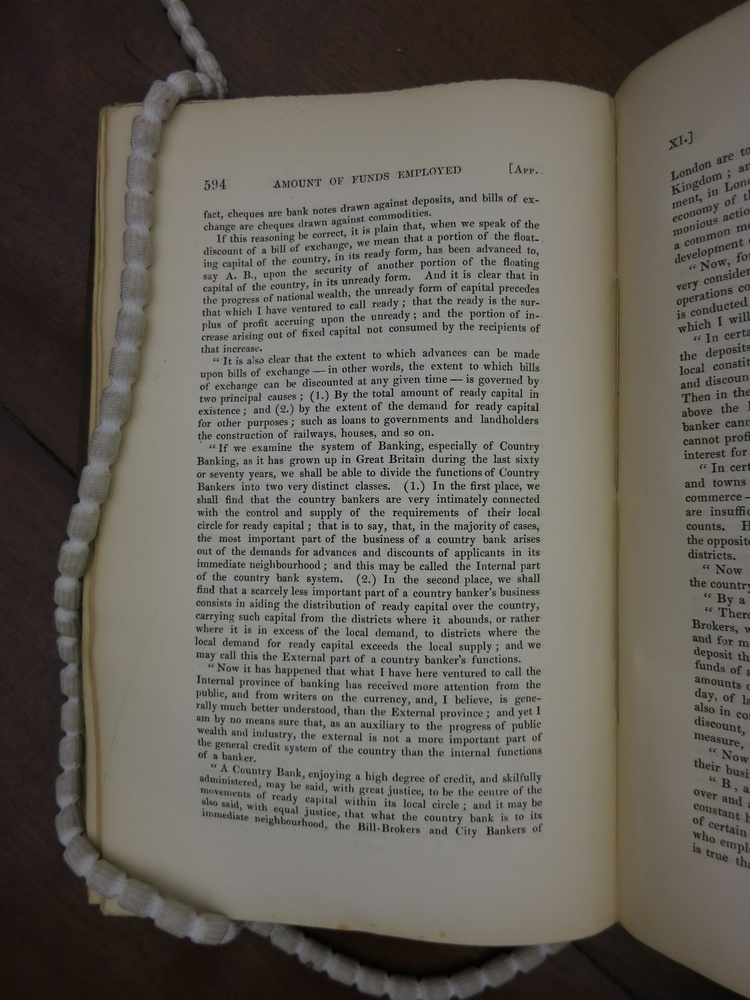 594 AMOUNT OF FUNDS EMPLOYED [App.
fact, cheques are bank notes drawn against deposits, and bills of ex-
change are cheques drawn against commodities.
If this reasoning be correct, it is plain that, when we speak of the
discount of a bill of exchange, we mean that a portion of the float-
ing capital of the country, in its ready form, has been advanced to,
say A. B., upon the security of another portion of the floating
capital of the country, in its unready form. And it is clear that in
the progress of national wealth, the unready form of capital precedes
that which I have ventured to call ready; that the ready is the sur-
plus of profit accruing upon the unready; and the portion of in-
crease arising out of fixed capital not consumed by the recipients of
that increase.
"It is also clear that the extent to which advances can be made
upon bills of exchange — in other words, the extent to which bills
of exchange can be discounted at any given time — is governed by
two principal causes; (1.) By the total amount of ready capital in
existence; and (2.) by the extent of the demand for ready capital
for other purposes; such as loans to governments and landholders
the construction of railways, houses, and so on.
"If we examine the system of Banking, especially of Country
Banking, as it has grown up in Great Britain during the last sixty
or seventy years, we shall be able to divide the functions of Country
Bankers into two very distinct classes. (1.) In the first place, we
shall find that the country bankers are very intimately connected
with the control and supply of the requirements of their local
circle for ready capital; that is to say, that, in the majority of cases,
the most important part of the business of a country bank arises
out of the demands for advances and discounts of applicants in its
immediate neighbourhood; and this may be called the Internal part
of the country bank system. (2.) In the second place, we shall
find that a scarcely less important part of a country banker's business
consists in aiding the distribution of ready capital over the country,
carrying such capital from the districts where it abounds, or rather
where it is in excess of the local demand, to districts where the
local demand for ready capital exceeds the local supply; and we
may call this the External part of a country banker's functions.
"Now it has happened that what I have here ventured to call the
Internal province of banking has received more attention from the
public, and from writers on the currency, and, I believe, is gene-
rally much better understood, than the External province; and yet I
am by no means sure that, as an auxiliary to the progress of public
wealth and industry, the external is not a more important part of
the general credit system of the country than the internal functions
of a banker.
"A Country Bank, enjoying a high degree of credit, and skilfully
administered, may be said, with great justice, to be the centre of the
movements of ready capital within its local circle; and it may be
also said, with equal justice, that what the country bank is to its
immediate neighbourhood, the Bill-Brokers and City Bankers of
XI.]
London are to
Kingdom; an
ment, in Lon
economy of t
monious actio
a common m
development
"Now, fo
very consider
operations co
is conducted
which I will
"In certa
the deposits
local constit
and discoun
Then in the
above the
banker cann
cannot profi
interest for
"In cert
and towns
commerce—
are insuffic
counts. H
the opposite
districts.
"Now
the country
"By a
"There
Brokers, w
and for m
deposit th
funds of a
amounts
day, of la
also in co
discount,
measure,
"Now
their busi
"B, a
over and
constant
of certain
who empl
is true tha